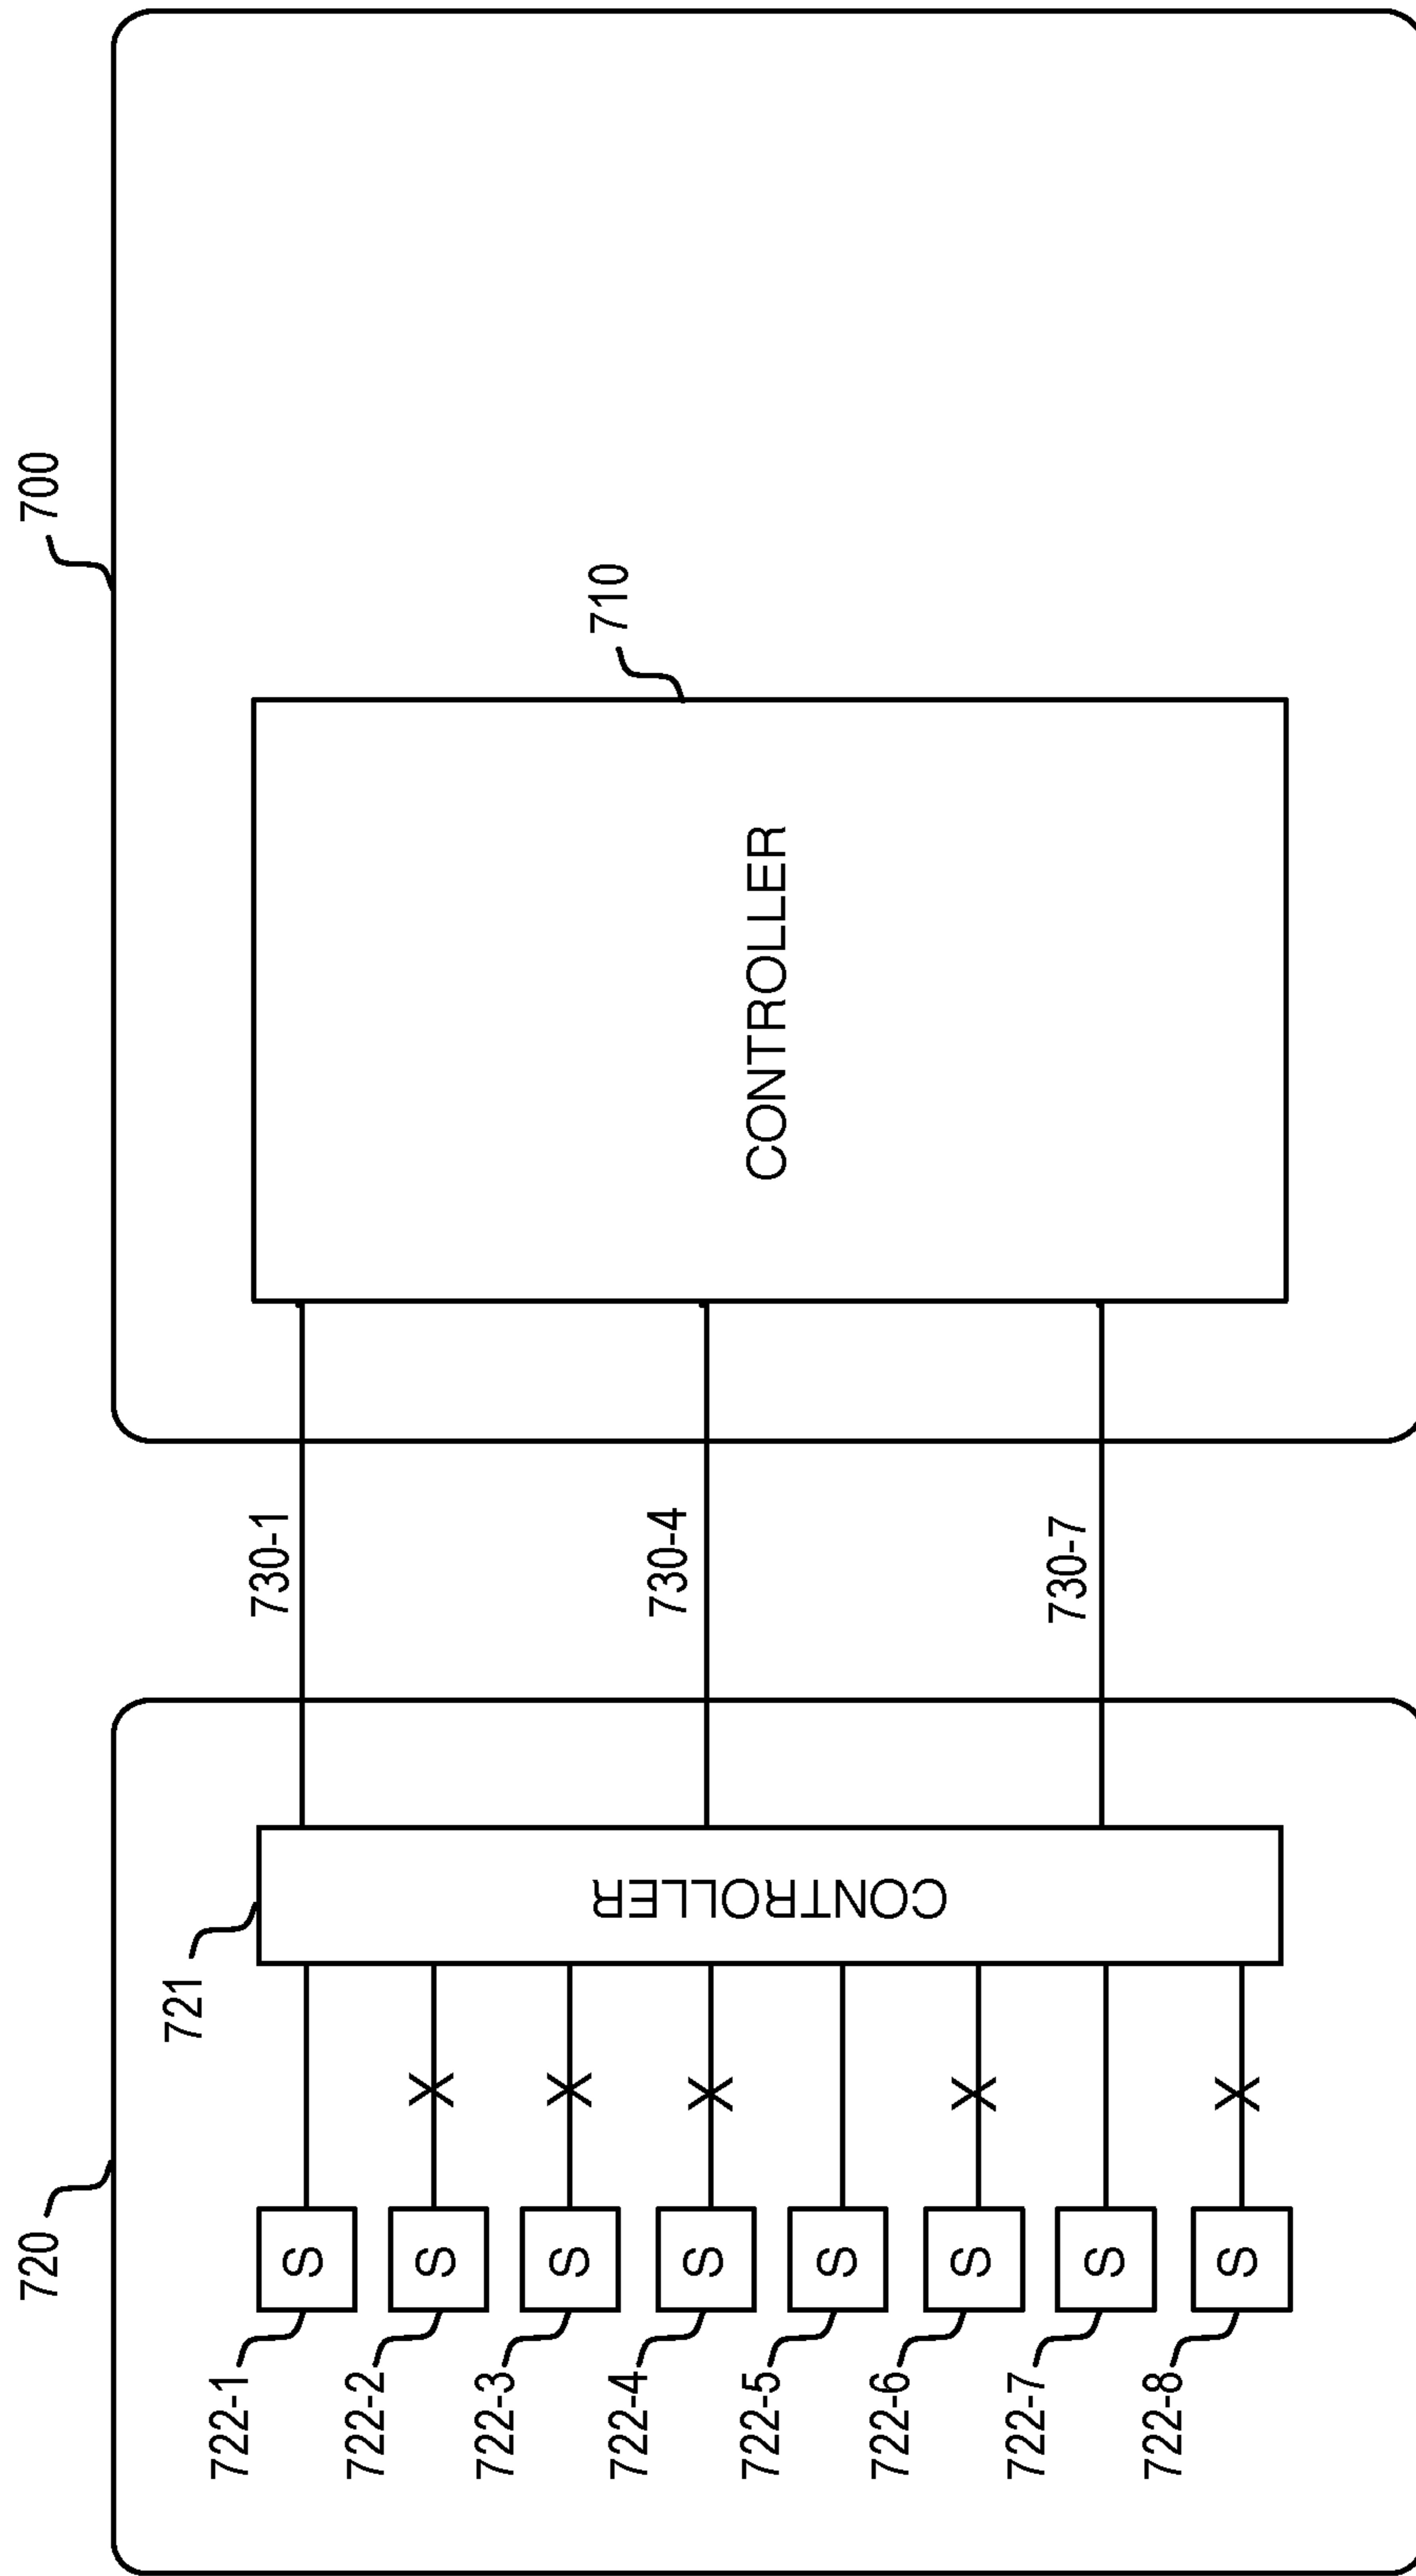 700
710
CONTROLLER
730-1
730-4
730-7
720
721
CONTROLLER
722-1
S
X
722-2
S
X
722-3
S
X
722-4
S
722-5
S
X
722-6
S
722-7
S
X
722-8
S